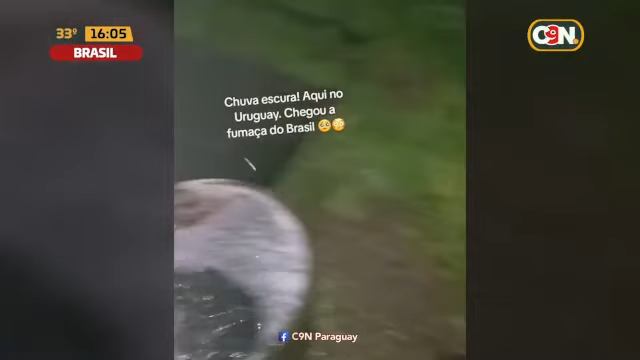 33º 16:05
BRASIL
C9N
Chuva escura! Aqui no
Uruguay. Chegou a
fumaça do Brasil 🥹😳
C9N Paraguay